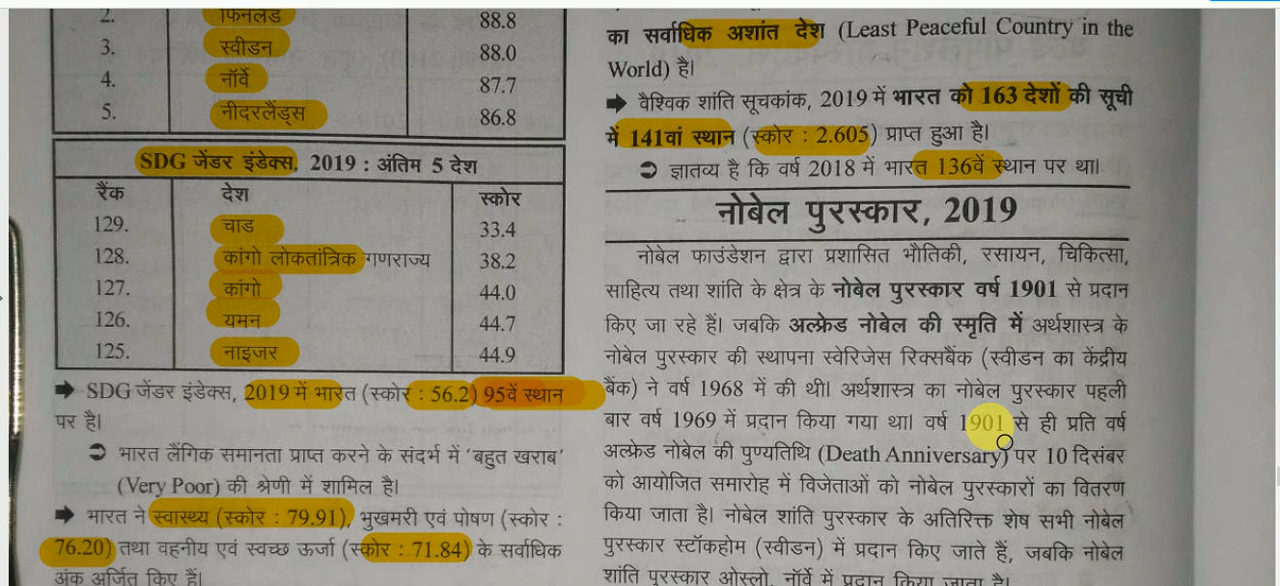 2. फिनलैंड 88.8
3. स्वीडन 88.0
4. नॉर्वे 87.7
5. नीदरलैंड्स 86.8
SDG जेंडर इंडेक्स, 2019 : अंतिम 5 देश
रैंक देश स्कोर
129. चाड 33.4
128. कांगो लोकतांत्रिक गणराज्य 38.2
127. कांगो 44.0
126. यमन 44.7
125. नाइजर 44.9
➡ SDG जेंडर इंडेक्स, 2019 में भारत (स्कोर : 56.2) 95वें स्थान
पर है।
➲ भारत लैंगिक समानता प्राप्त करने के संदर्भ में 'बहुत खराब'
(Very Poor) की श्रेणी में शामिल है।
➡ भारत ने स्वास्थ्य (स्कोर : 79.91), भुखमरी एवं पोषण (स्कोर :
76.20) तथा वहनीय एवं स्वच्छ ऊर्जा (स्कोर : 71.84) के सर्वाधिक
अंक अर्जित किए हैं।
का सर्वाधिक अशांत देश (Least Peaceful Country in the
World) है।
➡ वैश्विक शांति सूचकांक, 2019 में भारत को 163 देशों की सूची
में 141वां स्थान (स्कोर : 2.605) प्राप्त हुआ है।
➲ ज्ञातव्य है कि वर्ष 2018 में भारत 136वें स्थान पर था।
नोबेल पुरस्कार, 2019
नोबेल फाउंडेशन द्वारा प्रशासित भौतिकी, रसायन, चिकित्सा,
साहित्य तथा शांति के क्षेत्र के नोबेल पुरस्कार वर्ष 1901 से प्रदान
किए जा रहे हैं। जबकि अल्फ्रेड नोबेल की स्मृति में अर्थशास्त्र के
नोबेल पुरस्कार की स्थापना स्वेरिजेस रिक्सबैंक (स्वीडन का केंद्रीय
बैंक) ने वर्ष 1968 में की थी। अर्थशास्त्र का नोबेल पुरस्कार पहली
बार वर्ष 1969 में प्रदान किया गया था। वर्ष 1901 से ही प्रति वर्ष
अल्फ्रेड नोबेल की पुण्यतिथि (Death Anniversary) पर 10 दिसंबर
को आयोजित समारोह में विजेताओं को नोबेल पुरस्कारों का वितरण
किया जाता है। नोबेल शांति पुरस्कार के अतिरिक्त शेष सभी नोबेल
पुरस्कार स्टॉकहोम (स्वीडन) में प्रदान किए जाते हैं, जबकि नोबेल
शांति पुरस्कार ओस्लो, नॉर्वे में प्रदान किया जाता है।